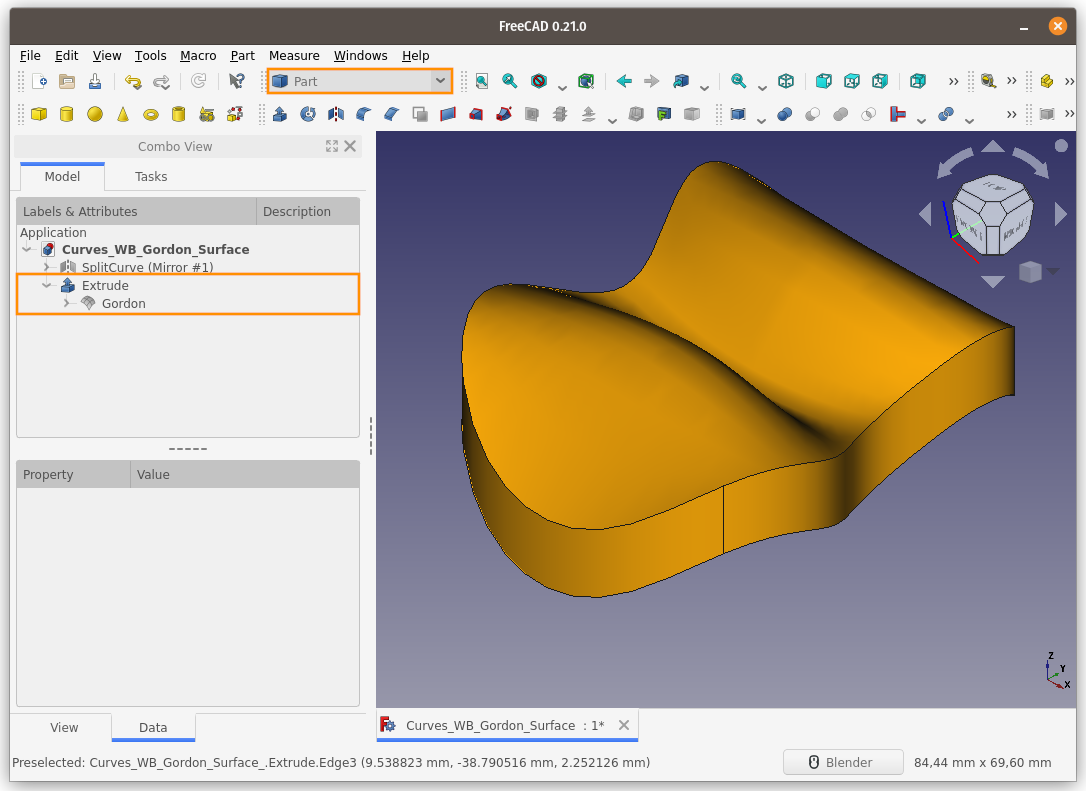 FreeCAD 0.21.0
File Edit View Tools Macro Part Measure Windows Help
Part
Combo View
Model Tasks
Labels & Attributes Description
Application
Curves_WB_Gordon_Surface
SplitCurve (Mirror #1)
Extrude
Gordon
Property Value
Z
Y
X
View Data
Curves_WB_Gordon_Surface : 1*
Preselected: Curves_WB_Gordon_Surface_.Extrude.Edge3 (9.538823 mm, -38.790516 mm, 2.252126 mm)
Blender
84,44 mm x 69,60 mm